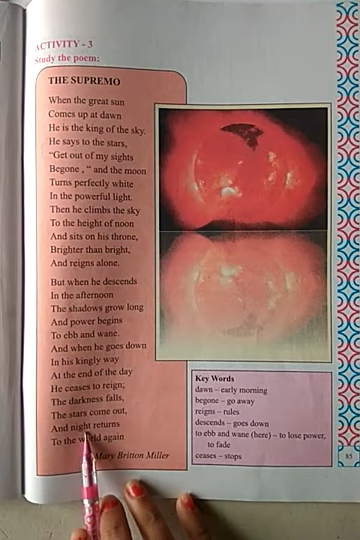 ACTIVITY - 3
Study the poem:
THE SUPREMO
When the great sun
Comes up at dawn
He is the king of the sky.
He says to the stars,
"Get out of my sights
Begone , " and the moon
Turns perfectly white
In the powerful light.
Then he climbs the sky
To the height of noon
And sits on his throne,
Brighter than bright,
And reigns alone.
But when he descends
In the afternoon
The shadows grow long
And power begins
To ebb and wane.
And when he goes down
In his kingly way
At the end of the day
He ceases to reign;
The darkness falls,
The stars come out,
And night returns
To the world again
Mary Britton Miller
Key Words
dawn – early morning
begone – go away
reigns – rules
descends – goes down
to ebb and wane (here) – to lose power,
to fade
ceases – stops
85